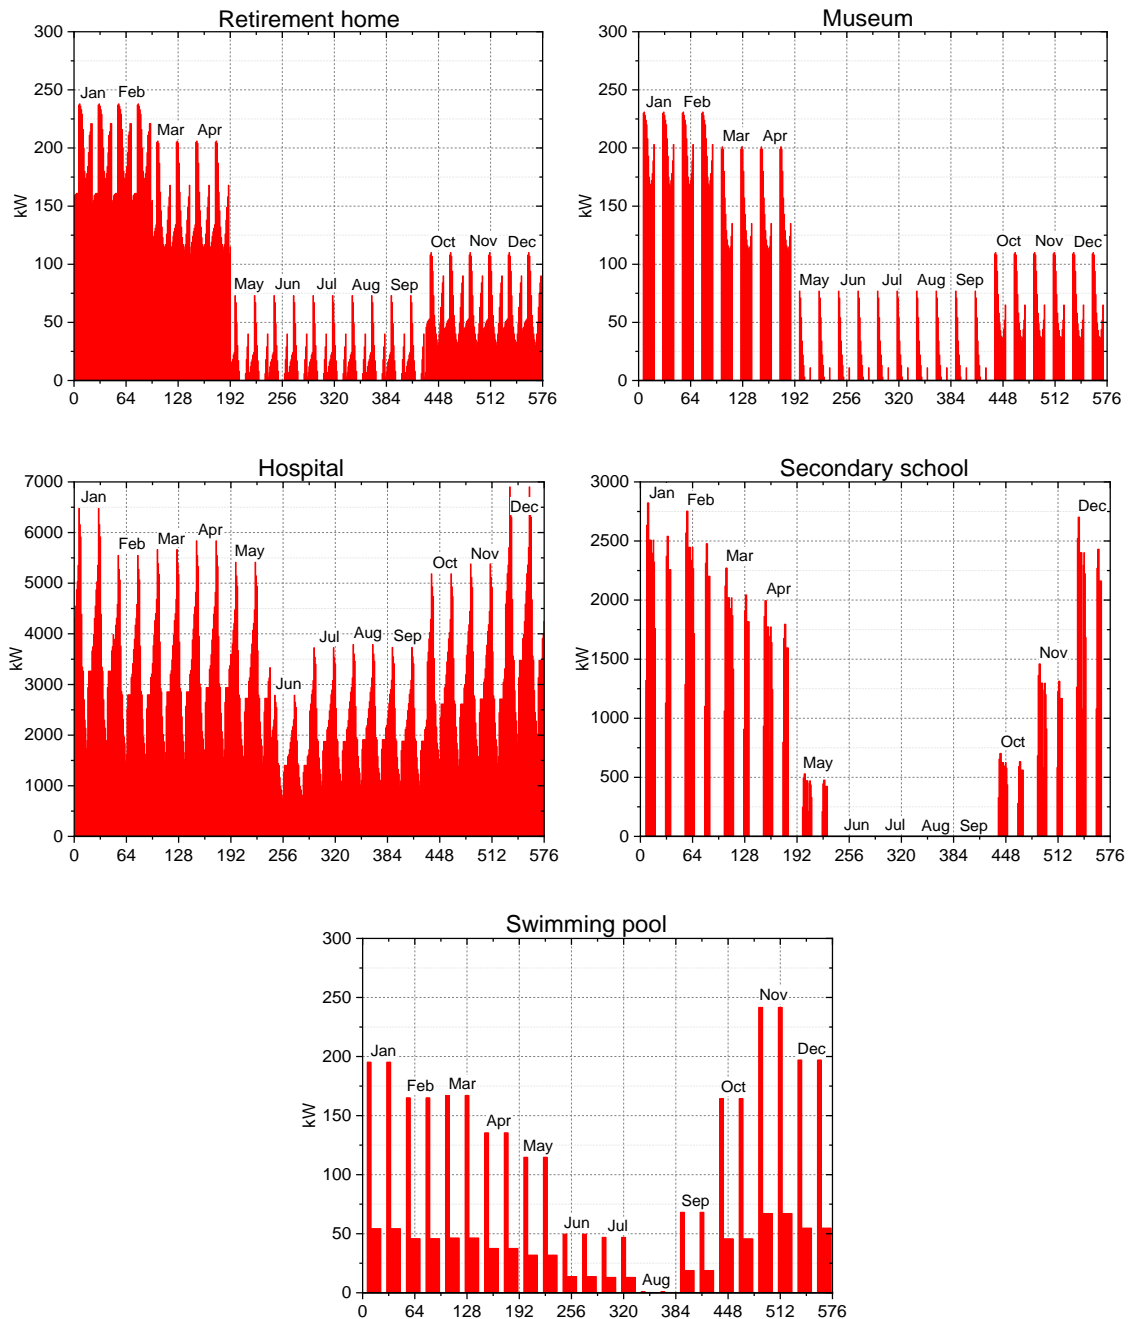 Retirement home
300
250
200
150
100
50
0
kW
Jan Feb
Mar Apr
May Jun Jul Aug Sep
Oct Nov Dec
0 64 128 192 256 320 384 448 512 576
Museum
300
250
200
150
100
50
0
kW
Jan Feb
Mar Apr
May Jun Jul Aug Sep
Oct Nov Dec
0 64 128 192 256 320 384 448 512 576
Hospital
7000
6000
5000
4000
3000
2000
1000
0
kW
Jan
Feb Mar Apr May
Jun
Jul Aug Sep
Oct Nov
Dec
0 64 128 192 256 320 384 448 512 576
Secondary school
3000
2500
2000
1500
1000
500
0
kW
Jan Feb
Mar
Apr
May
Jun Jul Aug Sep
Oct
Nov
Dec
0 64 128 192 256 320 384 448 512 576
Swimming pool
300
250
200
150
100
50
0
kW
Jan
Feb Mar
Apr
May
Jun Jul
Aug
Sep
Oct
Nov
Dec
0 64 128 192 256 320 384 448 512 576